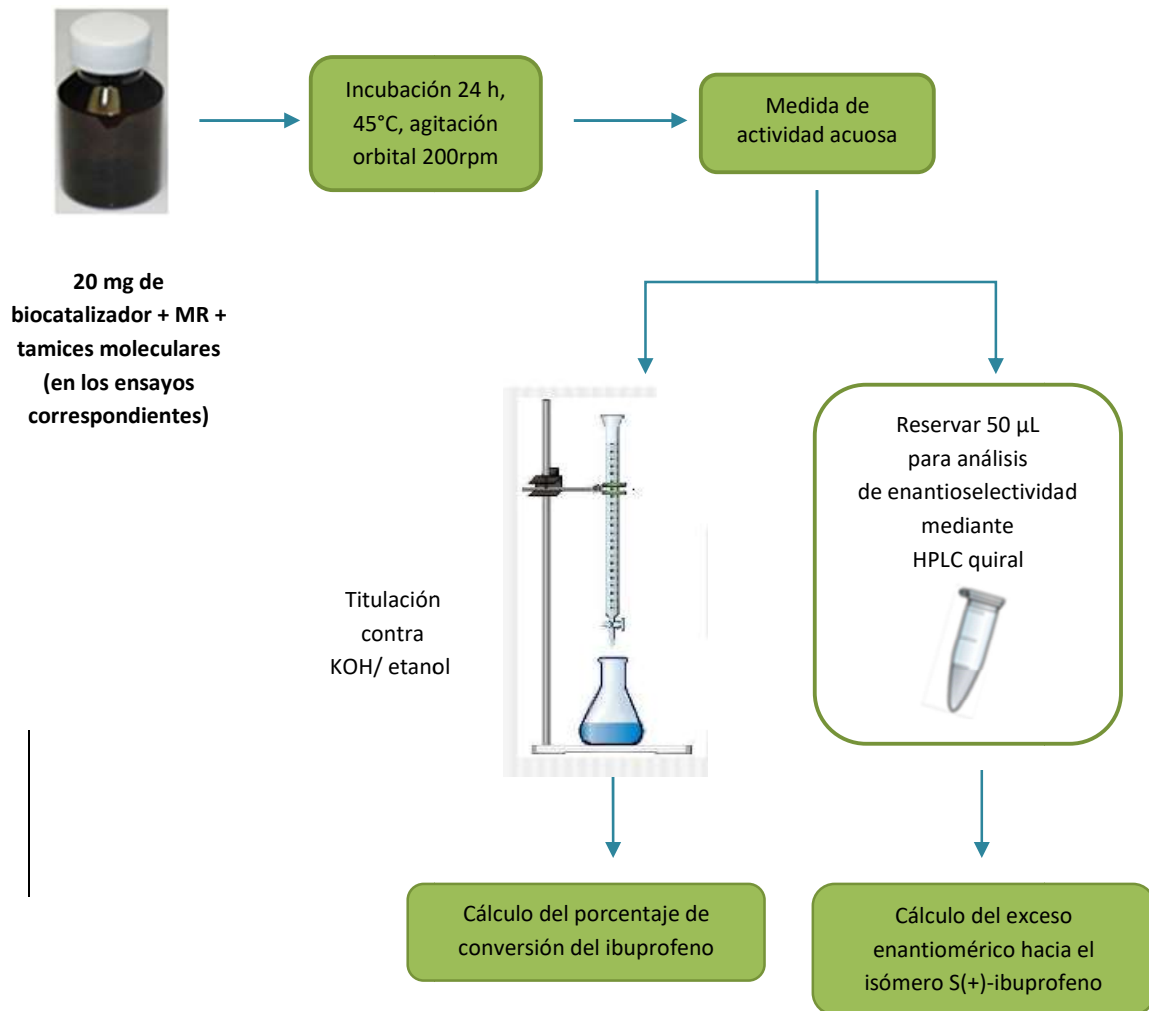 Incubación 24 h,
45°C, agitación
orbital 200rpm
Medida de
actividad acuosa
20 mg de
biocatalizador + MR +
tamices moleculares
(en los ensayos
correspondientes)
Titulación
contra
KOH/ etanol
Reservar 50 µL
para análisis
de enantioselectividad
mediante
HPLC quiral
Cálculo del porcentaje de
conversión del ibuprofeno
Cálculo del exceso
enantiomérico hacia el
isómero S(+)-ibuprofeno